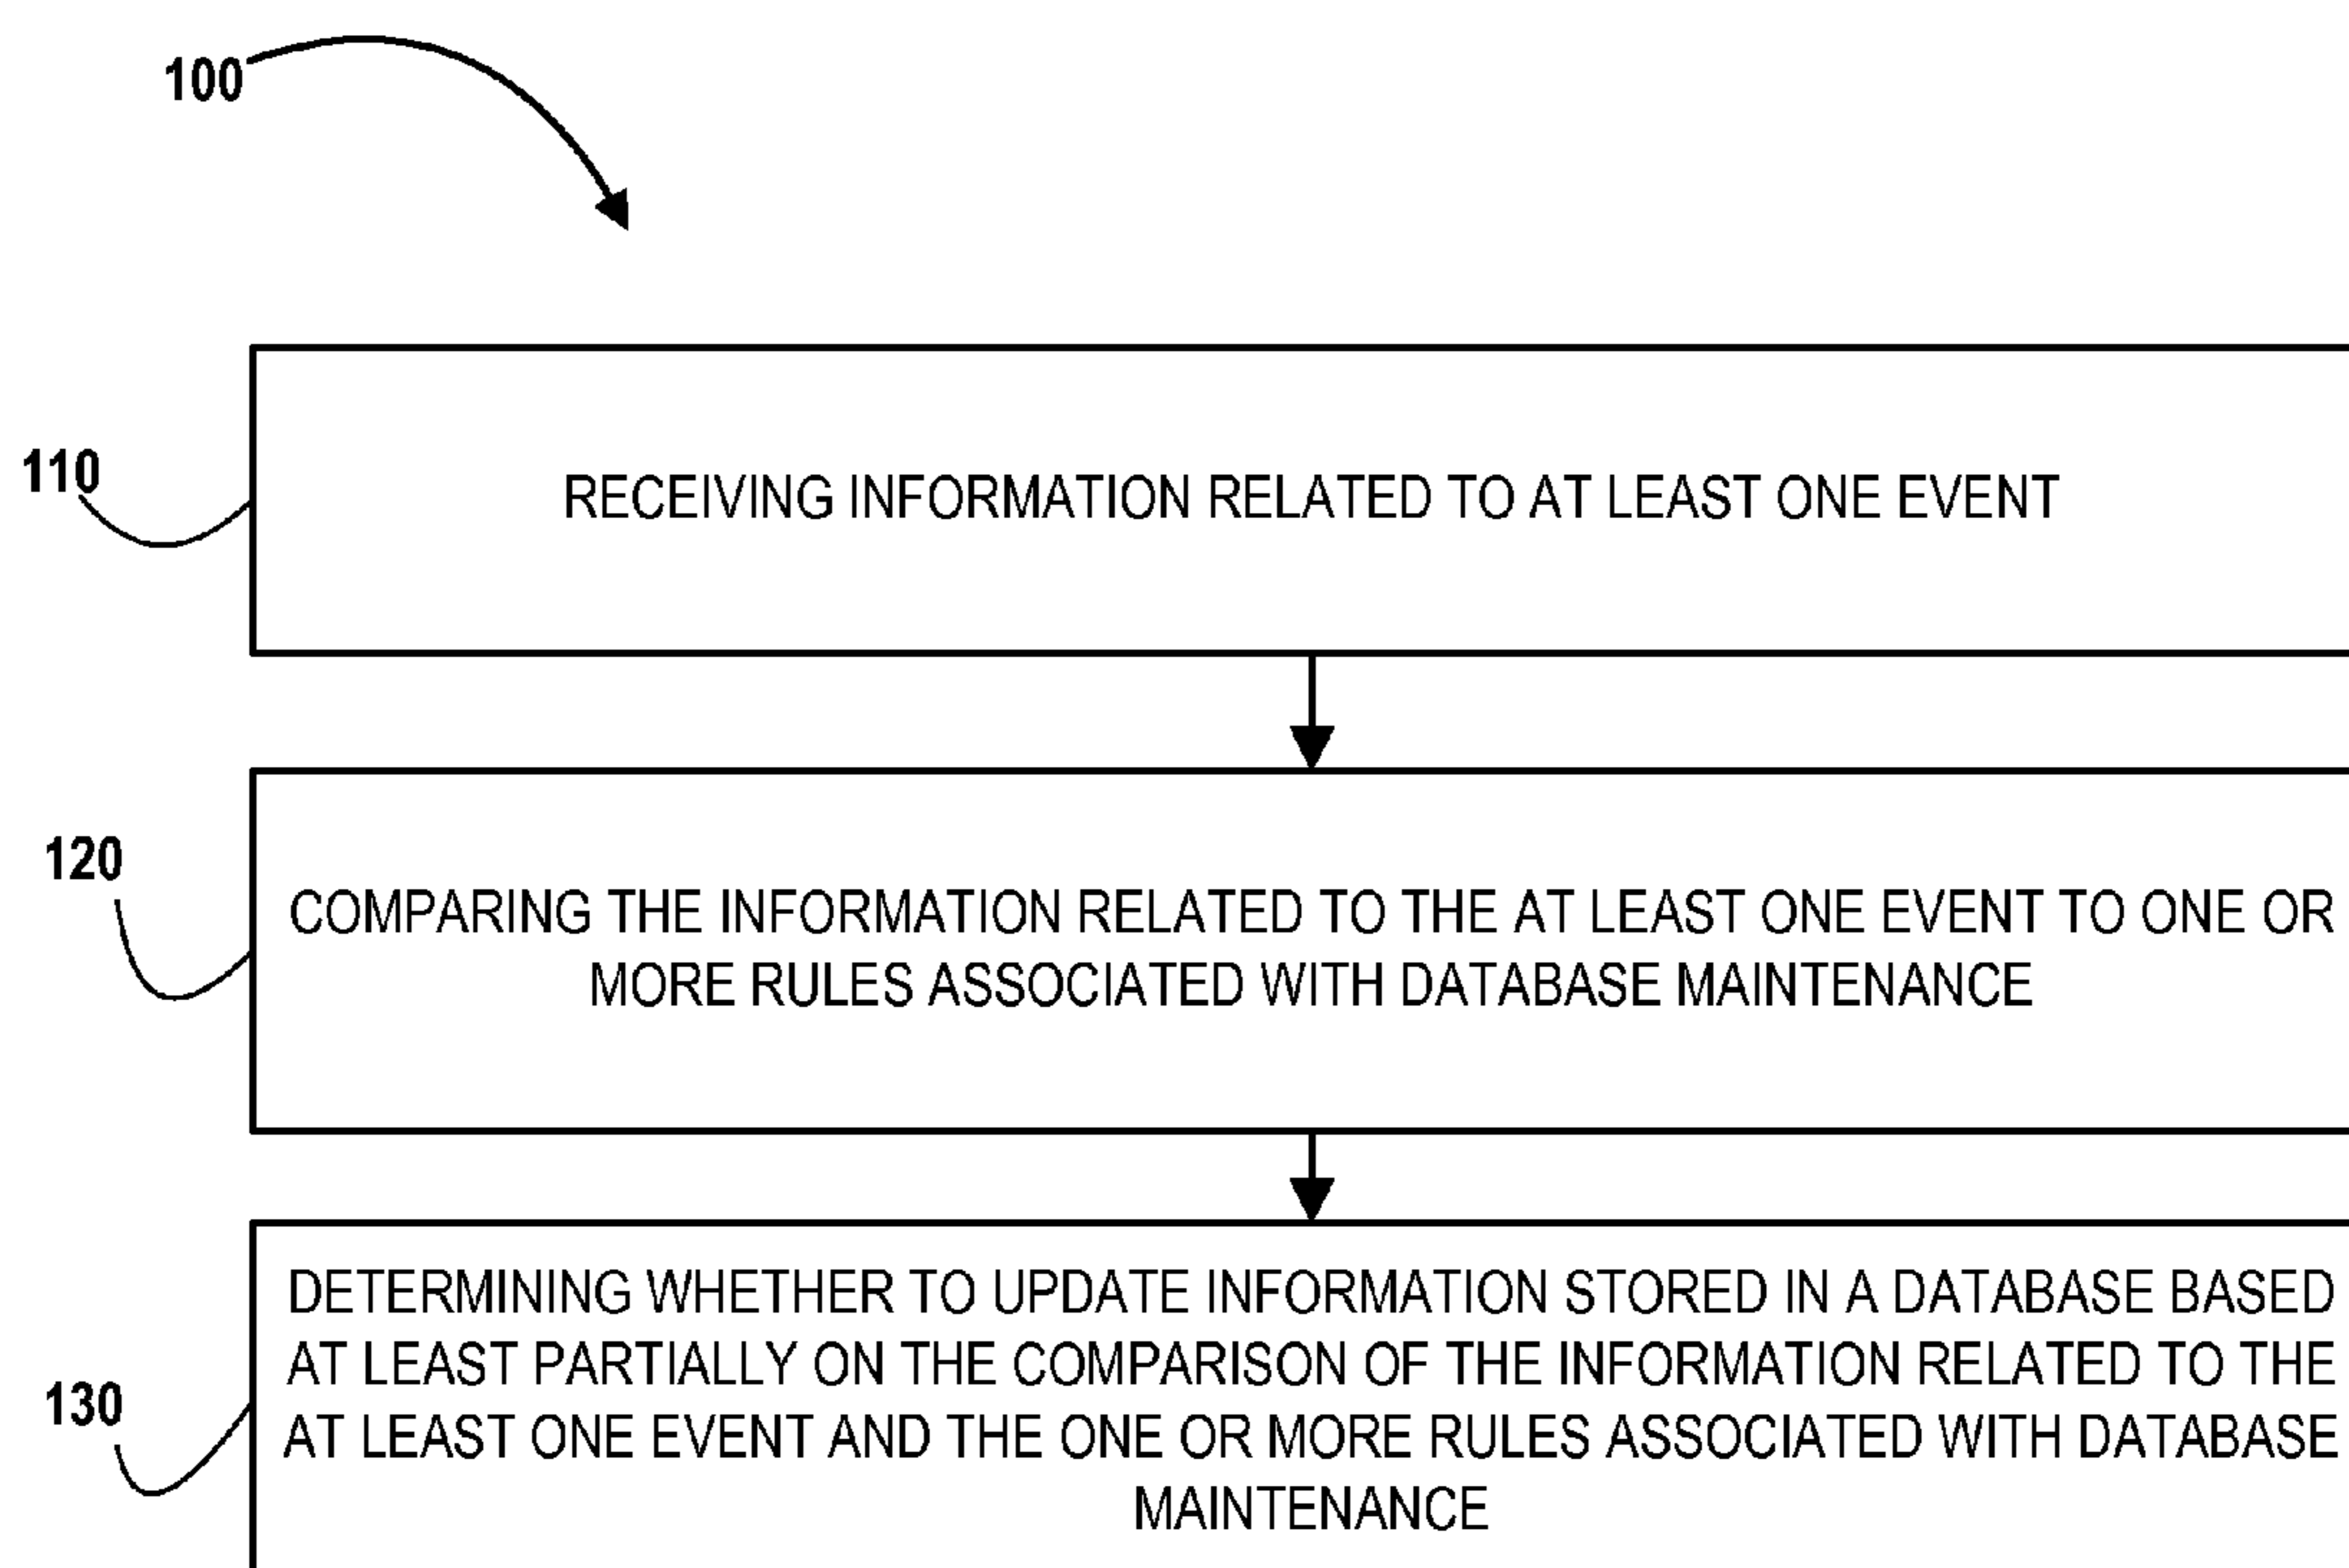 100
110
RECEIVING INFORMATION RELATED TO AT LEAST ONE EVENT
120
COMPARING THE INFORMATION RELATED TO THE AT LEAST ONE EVENT TO ONE OR
MORE RULES ASSOCIATED WITH DATABASE MAINTENANCE
130
DETERMINING WHETHER TO UPDATE INFORMATION STORED IN A DATABASE BASED
AT LEAST PARTIALLY ON THE COMPARISON OF THE INFORMATION RELATED TO THE
AT LEAST ONE EVENT AND THE ONE OR MORE RULES ASSOCIATED WITH DATABASE
MAINTENANCE